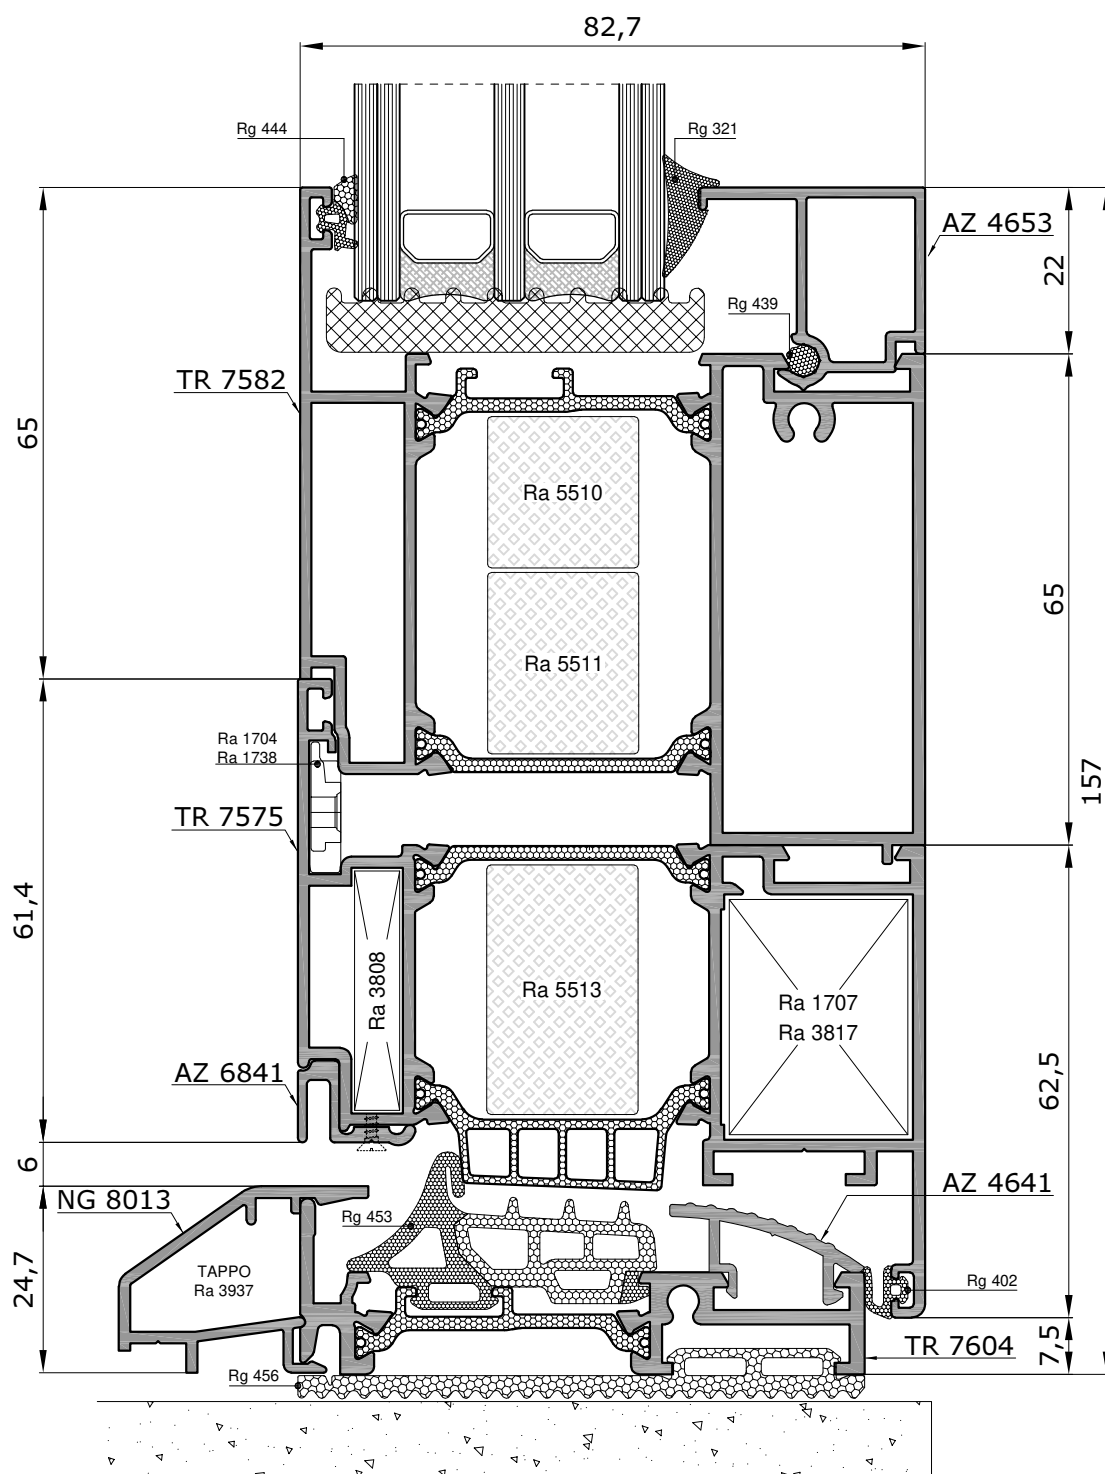 82,7
Rg 444
Rg 321
AZ 4653
22
Rg 439
TR 7582
65
Ra 5510
65
Ra 5511
Ra 1704
Ra 1738
157
TR 7575
61,4
Ra 3808
Ra 5513
Ra 1707
Ra 3817
AZ 6841
62,5
6
NG 8013
Rg 453
AZ 4641
24,7
TAPPO
Ra 3937
Rg 402
TR 7604
7,5
Rg 456